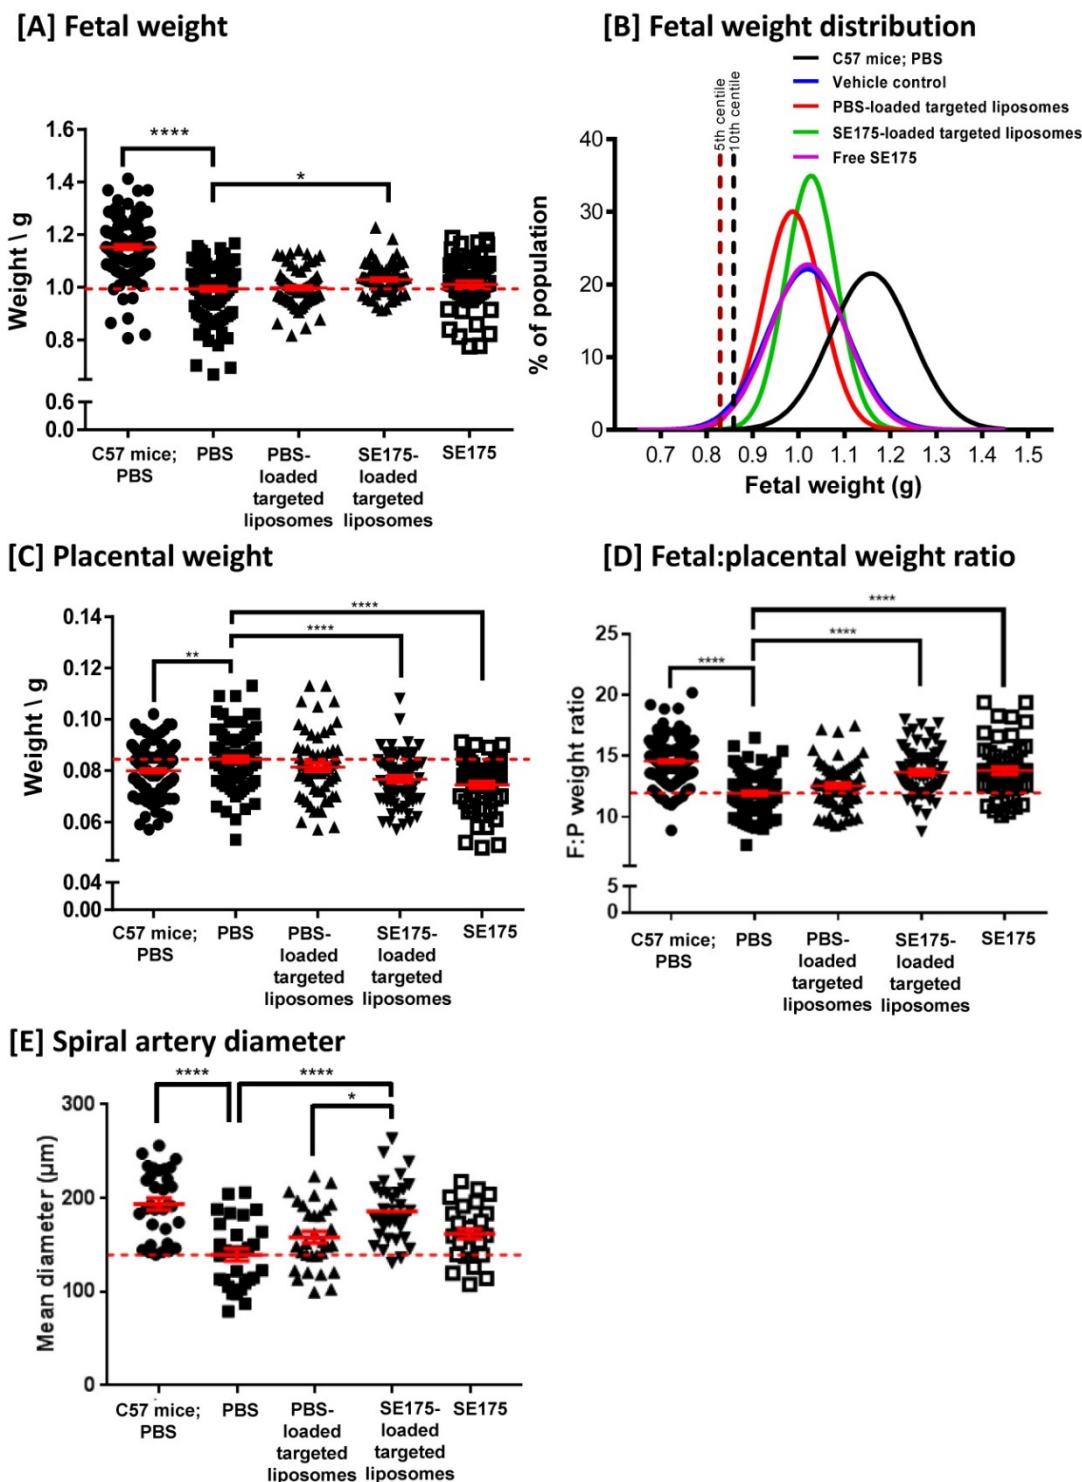 [A] Fetal weight
****
*
Weight \ g
1.6
1.4
1.2
1.0
0.8
0.6
0.0
C57 mice;
PBS
PBS
PBS-
loaded
targeted
liposomes
SE175-
loaded
targeted
liposomes
SE175
[B] Fetal weight distribution
C57 mice; PBS
Vehicle control
PBS-loaded targeted liposomes
SE175-loaded targeted liposomes
Free SE175
5th centile
10th centile
% of population
40
30
20
10
0
0.7 0.8 0.9 1.0 1.1 1.2 1.3 1.4 1.5
Fetal weight (g)
[C] Placental weight
****
****
**
Weight \ g
0.14
0.12
0.10
0.08
0.06
0.04
0.00
C57 mice;
PBS
PBS
PBS-
loaded
targeted
liposomes
SE175-
loaded
targeted
liposomes
SE175
[D] Fetal:placental weight ratio
****
****
****
F:P weight ratio
25
20
15
10
5
0
C57 mice;
PBS
PBS
PBS-
loaded
targeted
liposomes
SE175-
loaded
targeted
liposomes
SE175
[E] Spiral artery diameter
****
****
*
Mean diameter (µm)
300
200
100
0
C57 mice;
PBS
PBS
PBS-
loaded
targeted
liposomes
SE175-
loaded
targeted
liposomes
SE175